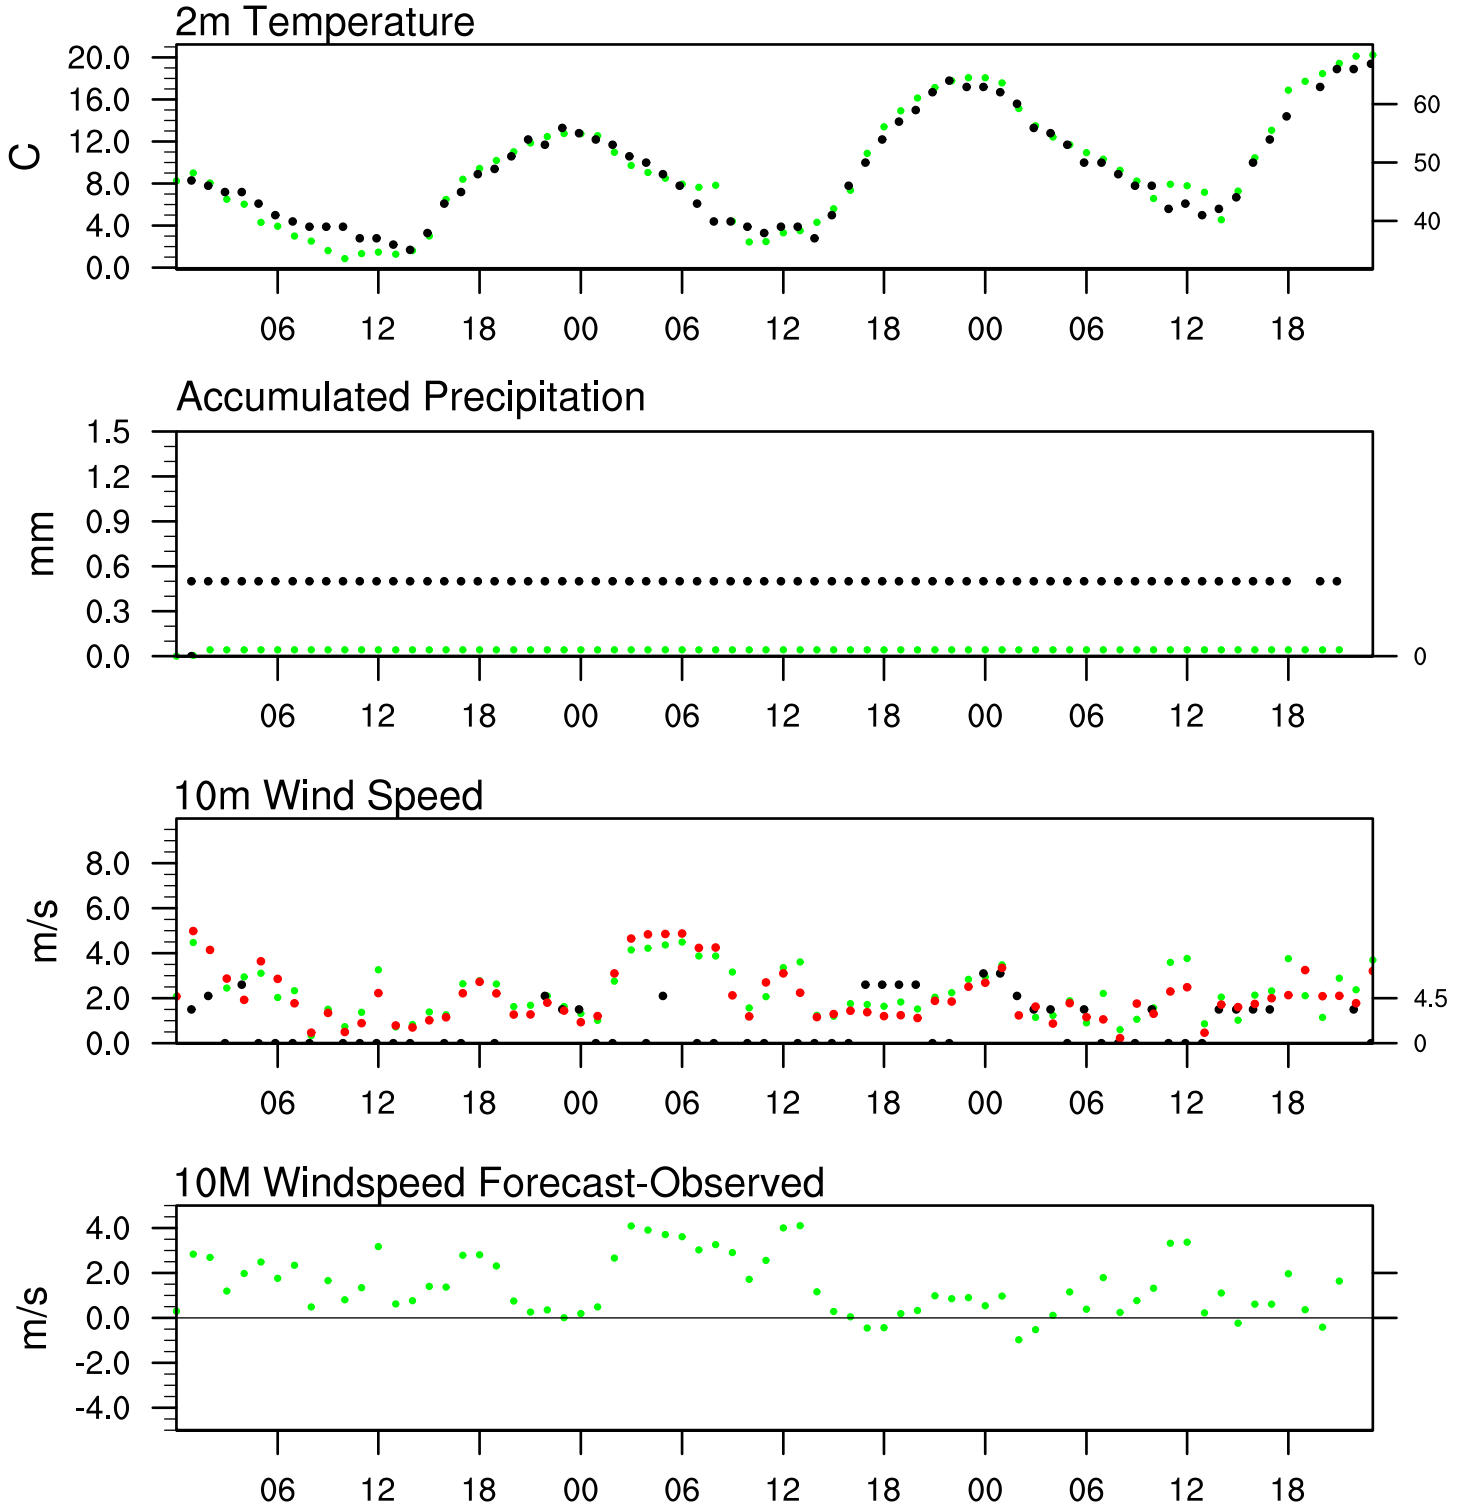 2m Temperature
20.0
16.0
12.0
8.0
4.0
0.0
C
60
50
40
06 12 18 00 06 12 18 00 06 12 18
Accumulated Precipitation
1.5
1.2
0.9
0.6
0.3
0.0
mm
0
06 12 18 00 06 12 18 00 06 12 18
10m Wind Speed
8.0
6.0
4.0
2.0
0.0
m/s
4.5
0
06 12 18 00 06 12 18 00 06 12 18
10M Windspeed Forecast-Observed
4.0
2.0
0.0
-2.0
-4.0
m/s
06 12 18 00 06 12 18 00 06 12 18